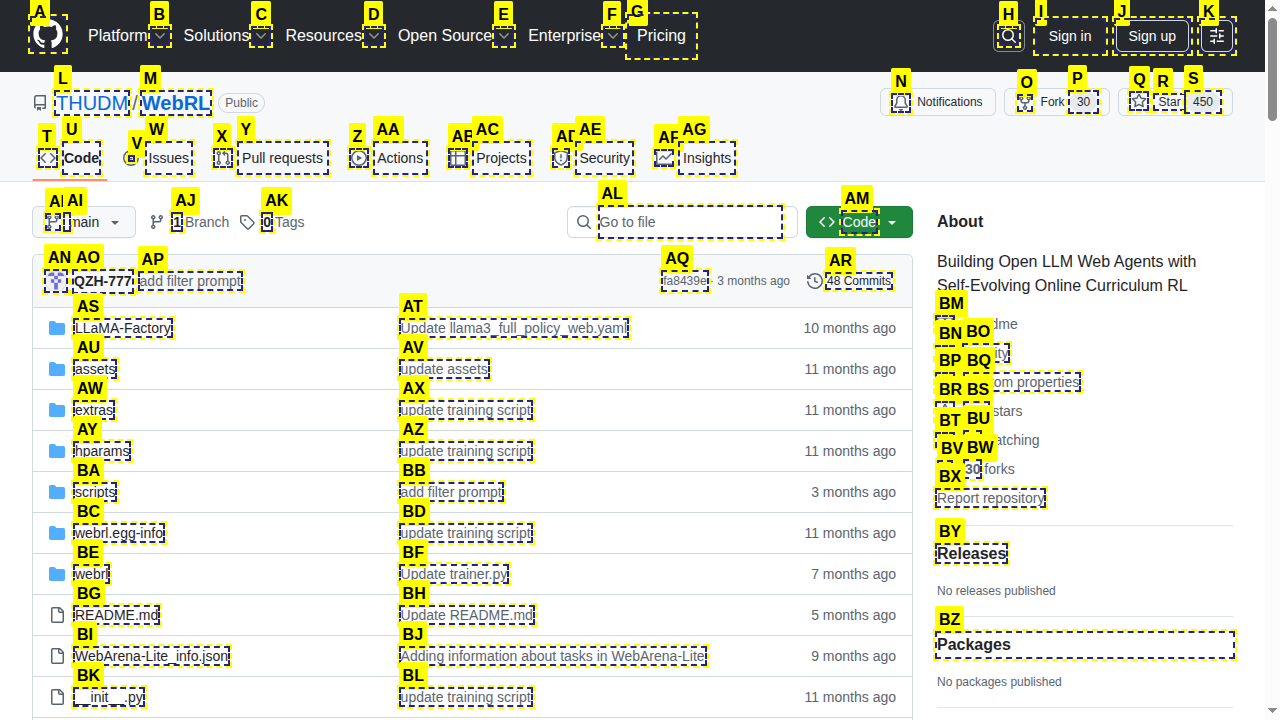 A B C D E F G H I J K
Platform Solutions Resources Open Source Enterprise Pricing Sign in Sign up
L M N O P Q R S
THUDM / WebRL Public Notifications Fork 30 Star 450
T U V W X Y Z AA AB AC AD AE AF AG
Code Issues Pull requests Actions Projects Security Insights
AI AJ AK AL AM
main 1 Branch 0 Tags Go to file Code About
AN AO AP AQ AR
QZH-777 add filter prompt fa8439e · 3 months ago 48 Commits
Building Open LLM Web Agents with
Self-Evolving Online Curriculum RL
AS AT BM
LLaMA-Factory Update llama3_full_policy_web.yaml 10 months ago
AU AV BN BO
assets update assets 11 months ago
AW AX BP BQ
extras update training script 11 months ago om properties
AY AZ BR BS
hparams update training script 11 months ago stars
BA BB BT BU
scripts add filter prompt 3 months ago
BC BD BV BW
webrl.egg-info update training script 11 months ago 30 forks
BX
Report repository
BE BF BY
webrl Update trainer.py 7 months ago Releases
BG BH
README.md Update README.md 5 months ago No releases published
BI BJ BZ
WebArena-Lite_info.json Adding information about tasks in WebArena-Lite 9 months ago Packages
BK BL
__init__.py update training script 11 months ago No packages published